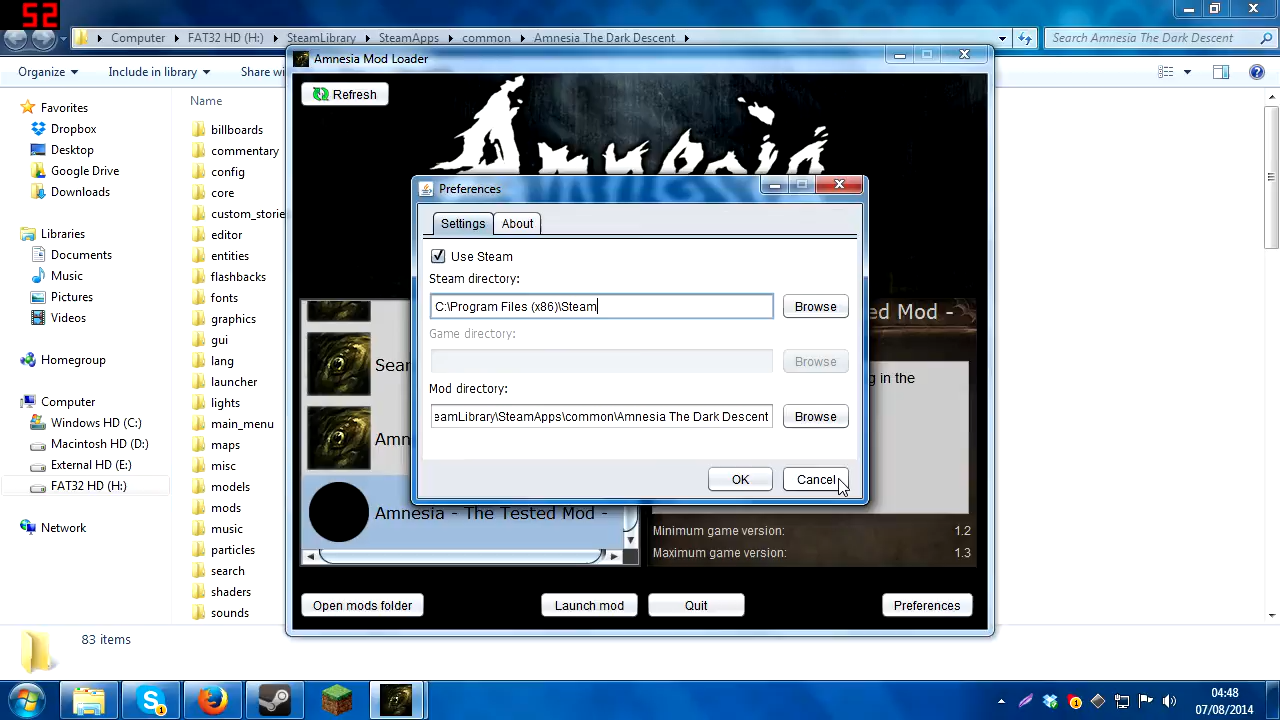 52
Computer
FAT32 HD (H:)
SteamLibrary
SteamApps
common
Amnesia The Dark Descent
Search Amnesia The Dark Descent
Organize
Include in library
Share wi
Favorites
Dropbox
Desktop
Google Drive
Downloads
Libraries
Documents
Music
Pictures
Videos
Homegroup
Computer
Windows HD (C:)
Macintosh HD (D:)
External HD (E:)
FAT32 HD (H:)
Network
Name
billboards
commentary
config
core
custom_storie
editor
entities
flashbacks
fonts
graphics
gui
lang
launcher
lights
main_menu
maps
misc
models
mods
music
particles
search
shaders
sounds
83 items
Amnesia Mod Loader
Refresh
Amnesia
Sear
Amn
Amnesia - The Tested Mod -
ed Mod -
g in the
Minimum game version: 1.2
Maximum game version: 1.3
Open mods folder
Launch mod
Quit
Preferences
Preferences
Settings
About
Use Steam
Steam directory:
C:\Program Files (x86)\Steam
Browse
Game directory:
Browse
Mod directory:
eamLibrary\SteamApps\common\Amnesia The Dark Descent
Browse
OK
Cancel
04:48
07/08/2014